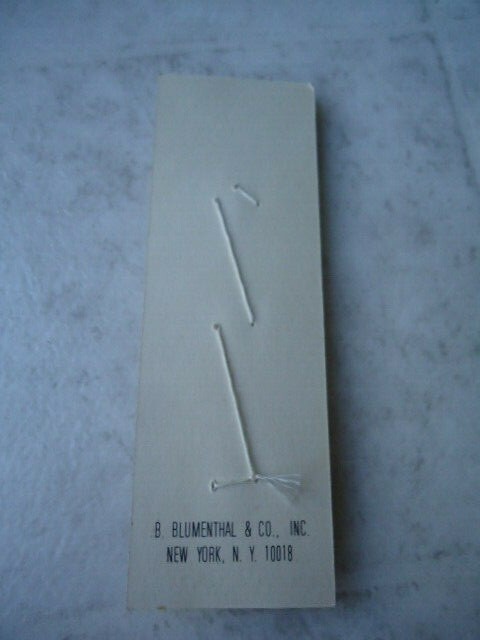 B. BLUMENTHAL & CO., INC.
NEW YORK, N. Y. 10018